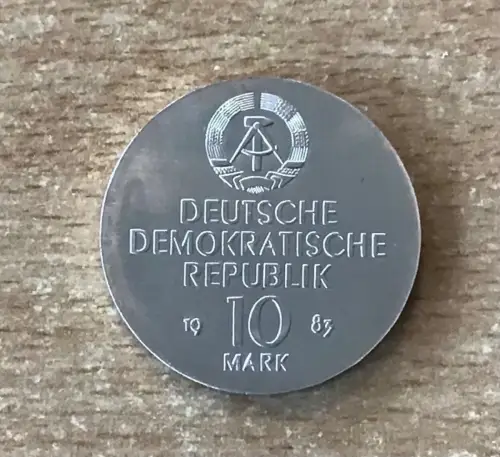 DEUTSCHE
DEMOKRATISCHE
REPUBLIK
19 10 83
MARK